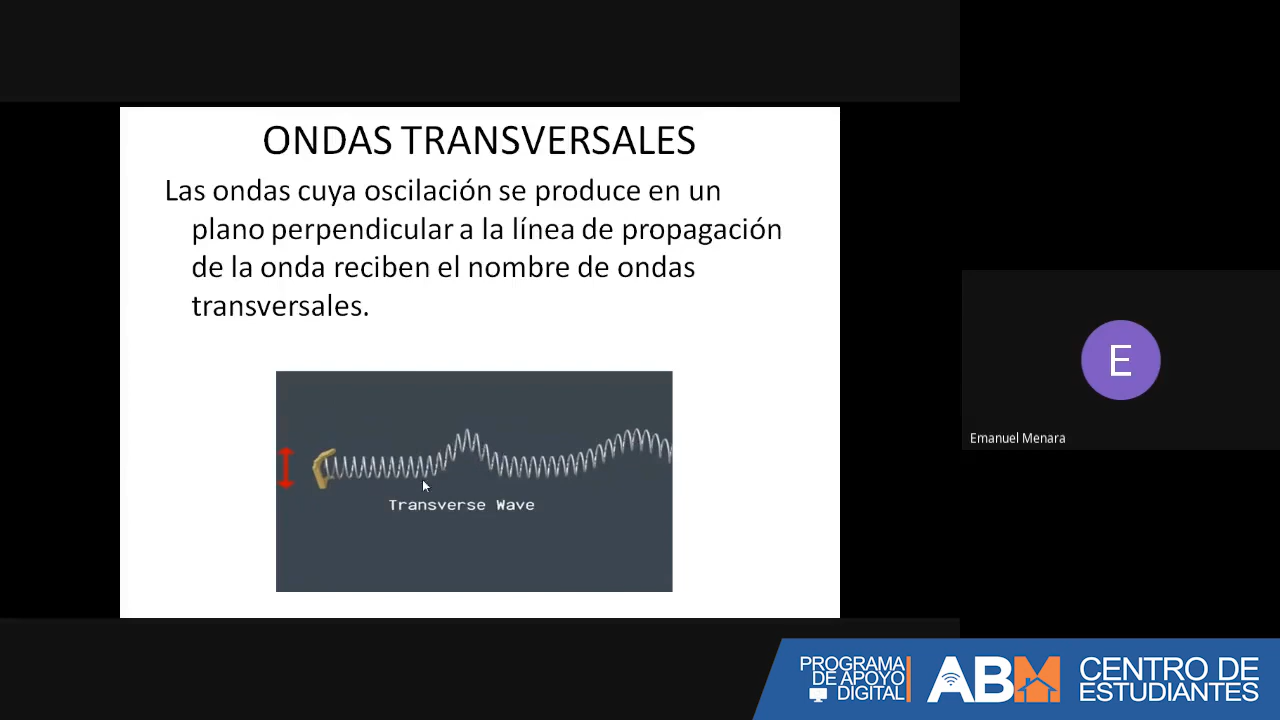 ONDAS TRANSVERSALES
Las ondas cuya oscilación se produce en un
plano perpendicular a la línea de propagación
de la onda reciben el nombre de ondas
transversales.
Transverse Wave
E
Emanuel Menara
PROGRAMA
DE APOYO
DIGITAL
ABM
CENTRO DE
ESTUDIANTES